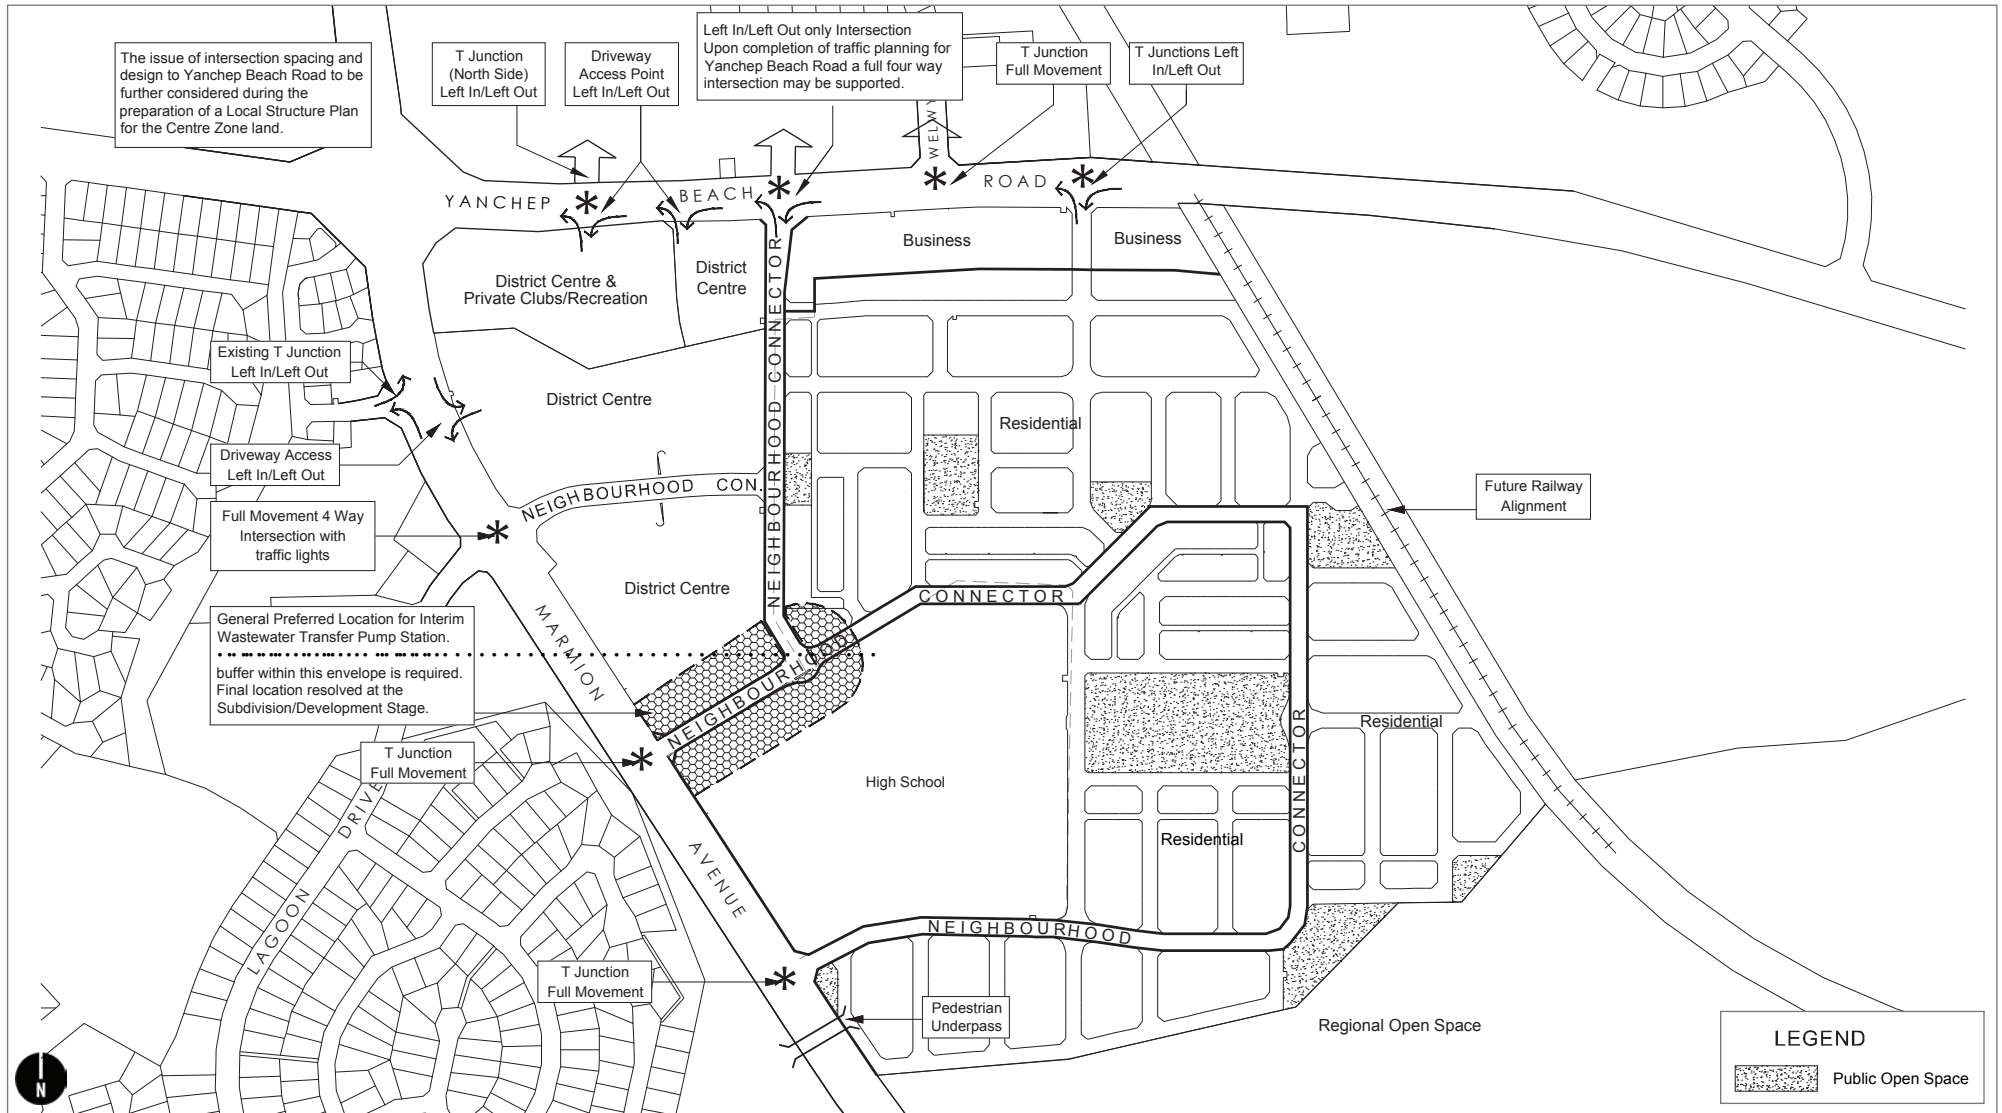 The issue of intersection spacing and
design to Yanchep Beach Road to be
further considered during the
preparation of a Local Structure Plan
for the Centre Zone land.
T Junction
(North Side)
Left In/Left Out
Driveway
Access Point
Left In/Left Out
Left In/Left Out only Intersection
Upon completion of traffic planning for
Yanchep Beach Road a full four way
intersection may be supported.
T Junction
Full Movement
T Junctions Left
In/Left Out
YANCHEP BEACH ROAD
Business
Business
District Centre &
Private Clubs/Recreation
District
Centre
NEIGHBOURHOOD CONNECTOR
NEIGHBOURHOOD CONNECTOR
Existing T Junction
Left In/Left Out
District Centre
Residential
Driveway Access
Left In/Left Out
NEIGHBOURHOOD CON.
Future Railway
Alignment
Full Movement 4 Way
Intersection with
traffic lights
District Centre
General Preferred Location for Interim
Wastewater Transfer Pump Station.
buffer within this envelope is required.
Final location resolved at the
Subdivision/Development Stage.
MARMION AVENUE
NEIGHBOURHOOD CONNECTOR
T Junction
Full Movement
High School
Residential
Residential
CONNECTOR
LAGOON DRIVE
NEIGHBOURHOOD
T Junction
Full Movement
Pedestrian
Underpass
Regional Open Space
LEGEND
Public Open Space
N